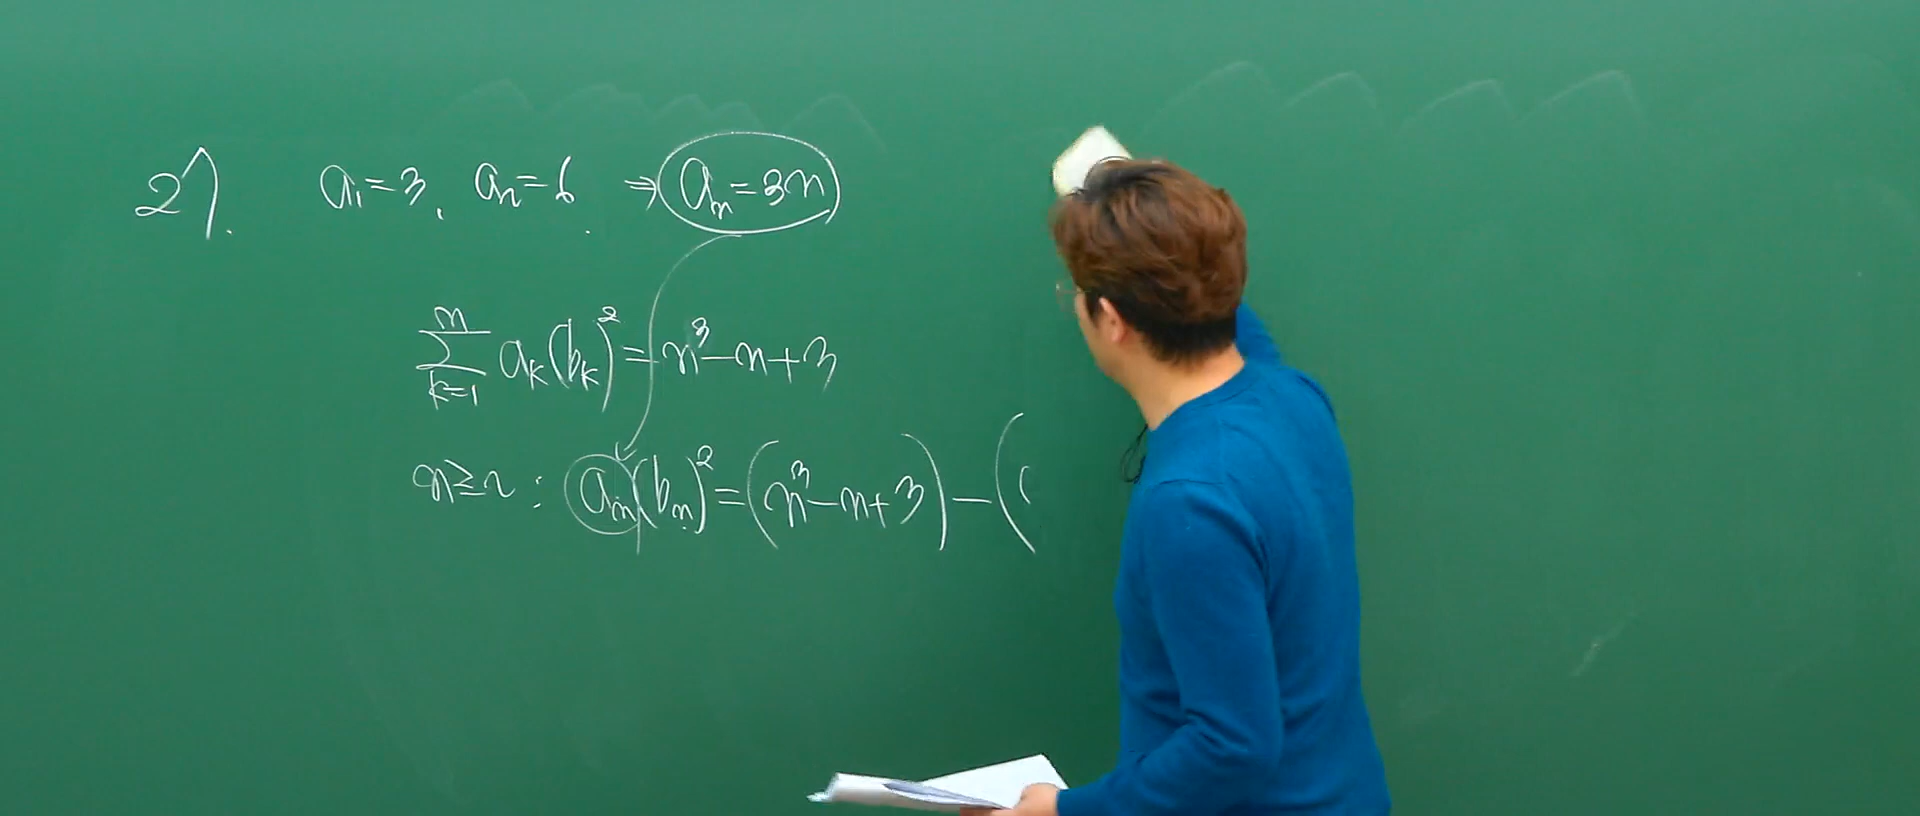 27. a₁=3, a₂=6 ⇒ aₙ=3n
∑ₖ₌₁ⁿ aₖ(bₖ)²=n³-n+3
n≥2 : aₙ(bₙ)²=(n³-n+3)-(